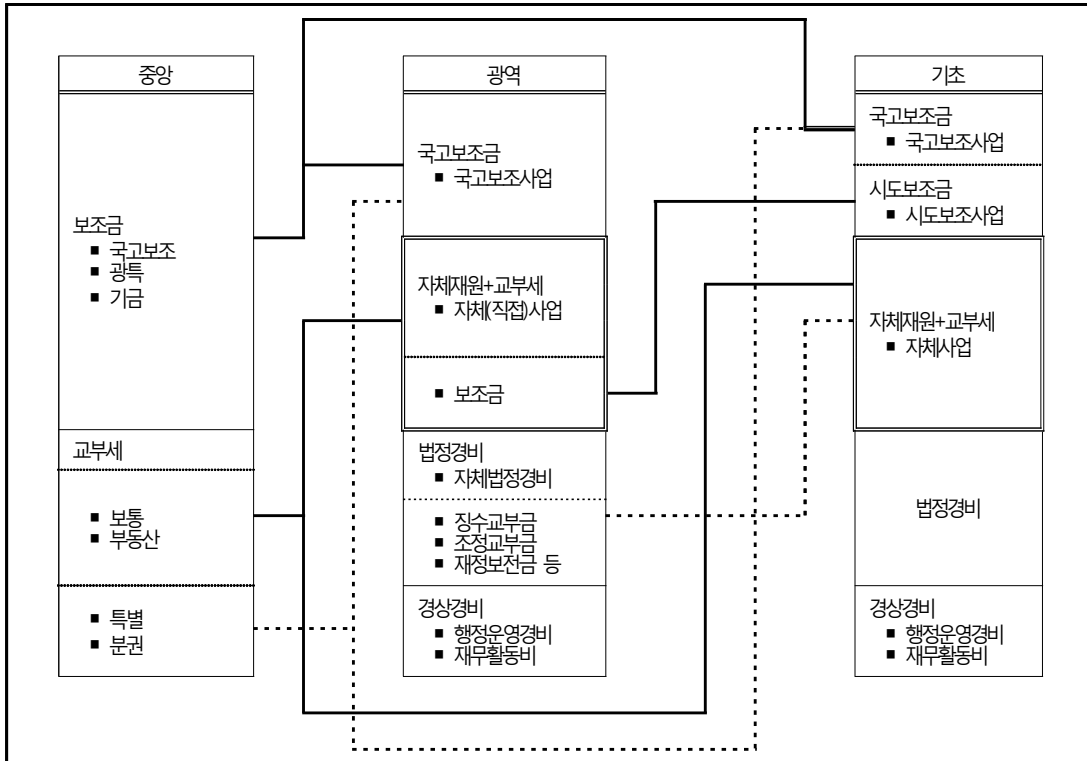 중앙
보조금
▪ 국고보조
▪ 광특
▪ 기금
교부세
▪ 보통
▪ 부동산
▪ 특별
▪ 분권
광역
국고보조금
▪ 국고보조사업
자체재원+교부세
▪ 자체(직접)사업
▪ 보조금
법정경비
▪ 자체법정경비
▪ 징수교부금
▪ 조정교부금
▪ 재정보전금 등
경상경비
▪ 행정운영경비
▪ 재무활동비
기초
국고보조금
▪ 국고보조사업
시도보조금
▪ 시도보조사업
자체재원+교부세
▪ 자체사업
법정경비
경상경비
▪ 행정운영경비
▪ 재무활동비